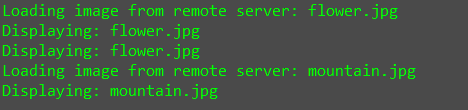 Loading image from remote server: flower.jpg
Displaying: flower.jpg
Displaying: flower.jpg
Loading image from remote server: mountain.jpg
Displaying: mountain.jpg